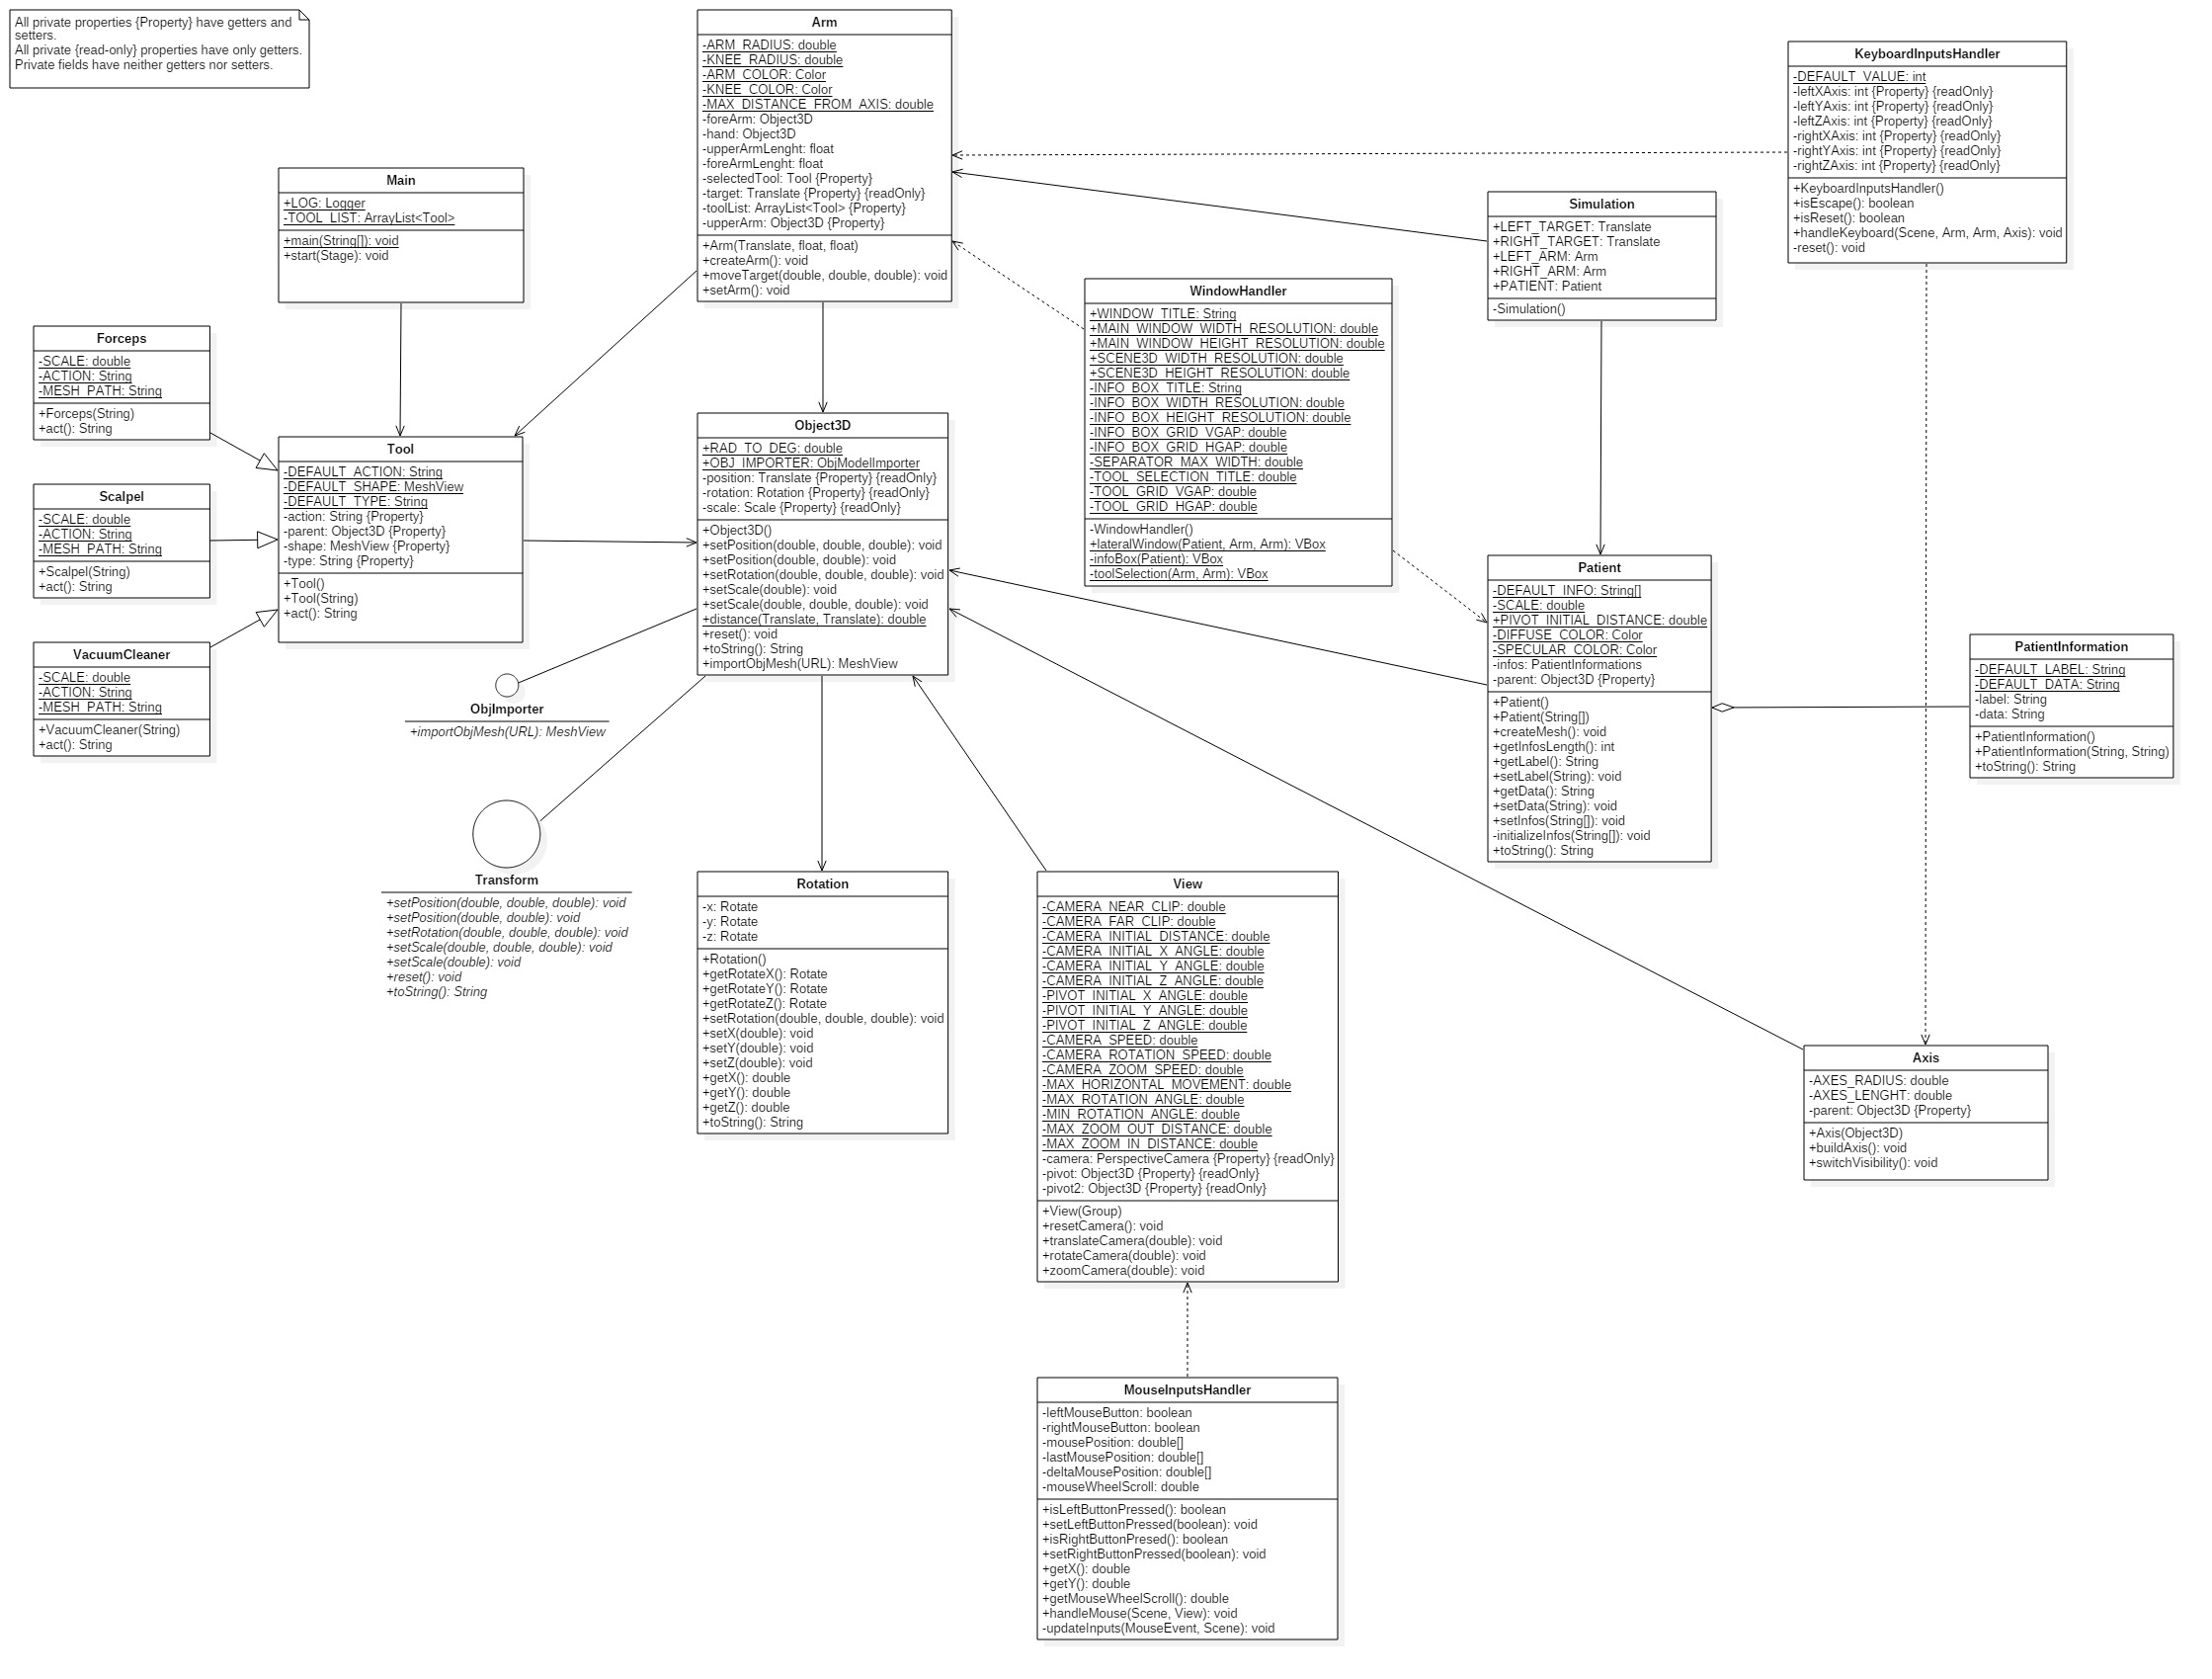 All private properties {Property} have getters and
setters.
All private {read-only} properties have only getters.
Private fields have neither getters nor setters.
Arm
-ARM_RADIUS: double
-KNEE_RADIUS: double
-ARM_COLOR: Color
-KNEE_COLOR: Color
-MAX_DISTANCE_FROM_AXIS: double
-foreArm: Object3D
-hand: Object3D
-upperArmLenght: float
-foreArmLenght: float
-selectedTool: Tool {Property}
-target: Translate {Property} {readOnly}
-toolList: ArrayList<Tool> {Property}
-upperArm: Object3D {Property}
+Arm(Translate, float, float)
+createArm(): void
+moveTarget(double, double, double): void
+setArm(): void
KeyboardInputsHandler
-DEFAULT_VALUE: int
-leftXAxis: int {Property} {readOnly}
-leftYAxis: int {Property} {readOnly}
-leftZAxis: int {Property} {readOnly}
-rightXAxis: int {Property} {readOnly}
-rightYAxis: int {Property} {readOnly}
-rightZAxis: int {Property} {readOnly}
+KeyboardInputsHandler()
+isEscape(): boolean
+isReset(): boolean
+handleKeyboard(Scene, Arm, Arm, Axis): void
-reset(): void
Main
+LOG: Logger
-TOOL_LIST: ArrayList<Tool>
+main(String[]): void
+start(Stage): void
Simulation
+LEFT_TARGET: Translate
+RIGHT_TARGET: Translate
+LEFT_ARM: Arm
+RIGHT_ARM: Arm
+PATIENT: Patient
-Simulation()
WindowHandler
+WINDOW_TITLE: String
+MAIN_WINDOW_WIDTH_RESOLUTION: double
+MAIN_WINDOW_HEIGHT_RESOLUTION: double
+SCENE3D_WIDTH_RESOLUTION: double
+SCENE3D_HEIGHT_RESOLUTION: double
-INFO_BOX_TITLE: String
-INFO_BOX_WIDTH_RESOLUTION: double
-INFO_BOX_HEIGHT_RESOLUTION: double
-INFO_BOX_GRID_VGAP: double
-INFO_BOX_GRID_HGAP: double
-SEPARATOR_MAX_WIDTH: double
-TOOL_SELECTION_TITLE: double
-TOOL_GRID_VGAP: double
-TOOL_GRID_HGAP: double
-WindowHandler()
+lateralWindow(Patient, Arm, Arm): VBox
-infoBox(Patient): VBox
-toolSelection(Arm, Arm): VBox
Forceps
-SCALE: double
-ACTION: String
-MESH_PATH: String
+Forceps(String)
+act(): String
Scalpel
-SCALE: double
-ACTION: String
-MESH_PATH: String
+Scalpel(String)
+act(): String
VacuumCleaner
-SCALE: double
-ACTION: String
-MESH_PATH: String
+VacuumCleaner(String)
+act(): String
Tool
-DEFAULT_ACTION: String
-DEFAULT_SHAPE: MeshView
-DEFAULT_TYPE: String
-action: String {Property}
-parent: Object3D {Property}
-shape: MeshView {Property}
-type: String {Property}
+Tool()
+Tool(String)
+act(): String
Object3D
+RAD_TO_DEG: double
+OBJ_IMPORTER: ObjModelImporter
-position: Translate {Property} {readOnly}
-rotation: Rotation {Property} {readOnly}
-scale: Scale {Property} {readOnly}
+Object3D()
+setPosition(double, double, double): void
+setPosition(double, double): void
+setRotation(double, double, double): void
+setScale(double): void
+setScale(double, double, double): void
+distance(Translate, Translate): double
+reset(): void
+toString(): String
+importObjMesh(URL): MeshView
Patient
-DEFAULT_INFO: String[]
-SCALE: double
+PIVOT_INITIAL_DISTANCE: double
-DIFFUSE_COLOR: Color
-SPECULAR_COLOR: Color
-infos: PatientInformations
-parent: Object3D {Property}
+Patient()
+Patient(String[])
+createMesh(): void
+getInfosLength(): int
+getLabel(): String
+setLabel(String): void
+getData(): String
+setData(String): void
+setInfos(String[]): void
-initializeInfos(String[]): void
+toString(): String
PatientInformation
-DEFAULT_LABEL: String
-DEFAULT_DATA: String
-label: String
-data: String
+PatientInformation()
+PatientInformation(String, String)
+toString(): String
ObjImporter
+importObjMesh(URL): MeshView
Transform
+setPosition(double, double, double): void
+setPosition(double, double): void
+setRotation(double, double, double): void
+setScale(double, double, double): void
+setScale(double): void
+reset(): void
+toString(): String
Rotation
-x: Rotate
-y: Rotate
-z: Rotate
+Rotation()
+getRotateX(): Rotate
+getRotateY(): Rotate
+getRotateZ(): Rotate
+setRotation(double, double, double): void
+setX(double): void
+setY(double): void
+setZ(double): void
+getX(): double
+getY(): double
+getZ(): double
+toString(): String
View
-CAMERA_NEAR_CLIP: double
-CAMERA_FAR_CLIP: double
-CAMERA_INITIAL_DISTANCE: double
-CAMERA_INITIAL_X_ANGLE: double
-CAMERA_INITIAL_Y_ANGLE: double
-CAMERA_INITIAL_Z_ANGLE: double
-PIVOT_INITIAL_X_ANGLE: double
-PIVOT_INITIAL_Y_ANGLE: double
-PIVOT_INITIAL_Z_ANGLE: double
-CAMERA_SPEED: double
-CAMERA_ROTATION_SPEED: double
-CAMERA_ZOOM_SPEED: double
-MAX_HORIZONTAL_MOVEMENT: double
-MAX_ROTATION_ANGLE: double
-MIN_ROTATION_ANGLE: double
-MAX_ZOOM_OUT_DISTANCE: double
-MAX_ZOOM_IN_DISTANCE: double
-camera: PerspectiveCamera {Property} {readOnly}
-pivot: Object3D {Property} {readOnly}
-pivot2: Object3D {Property} {readOnly}
+View(Group)
+resetCamera(): void
+translateCamera(double): void
+rotateCamera(double): void
+zoomCamera(double): void
Axis
-AXES_RADIUS: double
-AXES_LENGHT: double
-parent: Object3D {Property}
+Axis(Object3D)
+buildAxis(): void
+switchVisibility(): void
MouseInputsHandler
-leftMouseButton: boolean
-rightMouseButton: boolean
-mousePosition: double[]
-lastMousePosition: double[]
-deltaMousePosition: double[]
-mouseWheelScroll: double
+isLeftButtonPressed(): boolean
+setLeftButtonPressed(boolean): void
+isRightButtonPresed(): boolean
+setRightButtonPressed(boolean): void
+getX(): double
+getY(): double
+getMouseWheelScroll(): double
+handleMouse(Scene, View): void
-updateInputs(MouseEvent, Scene): void